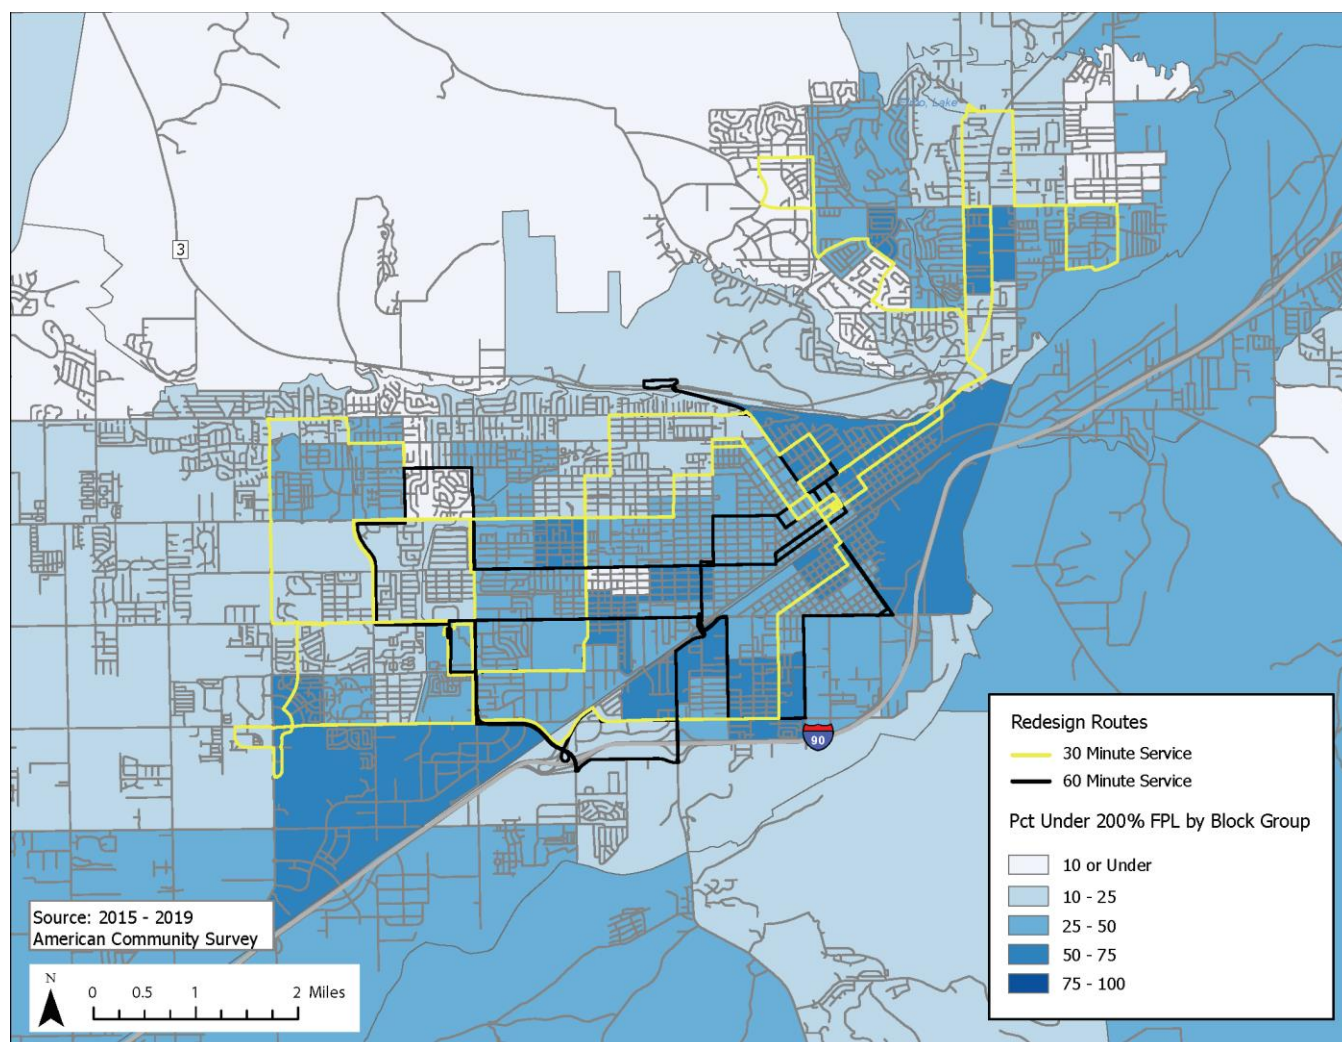 3
90
Redesign Routes
30 Minute Service
60 Minute Service
Pct Under 200% FPL by Block Group
10 or Under
10 - 25
25 - 50
50 - 75
75 - 100
Source: 2015 - 2019
American Community Survey
N
0 0.5 1 2 Miles